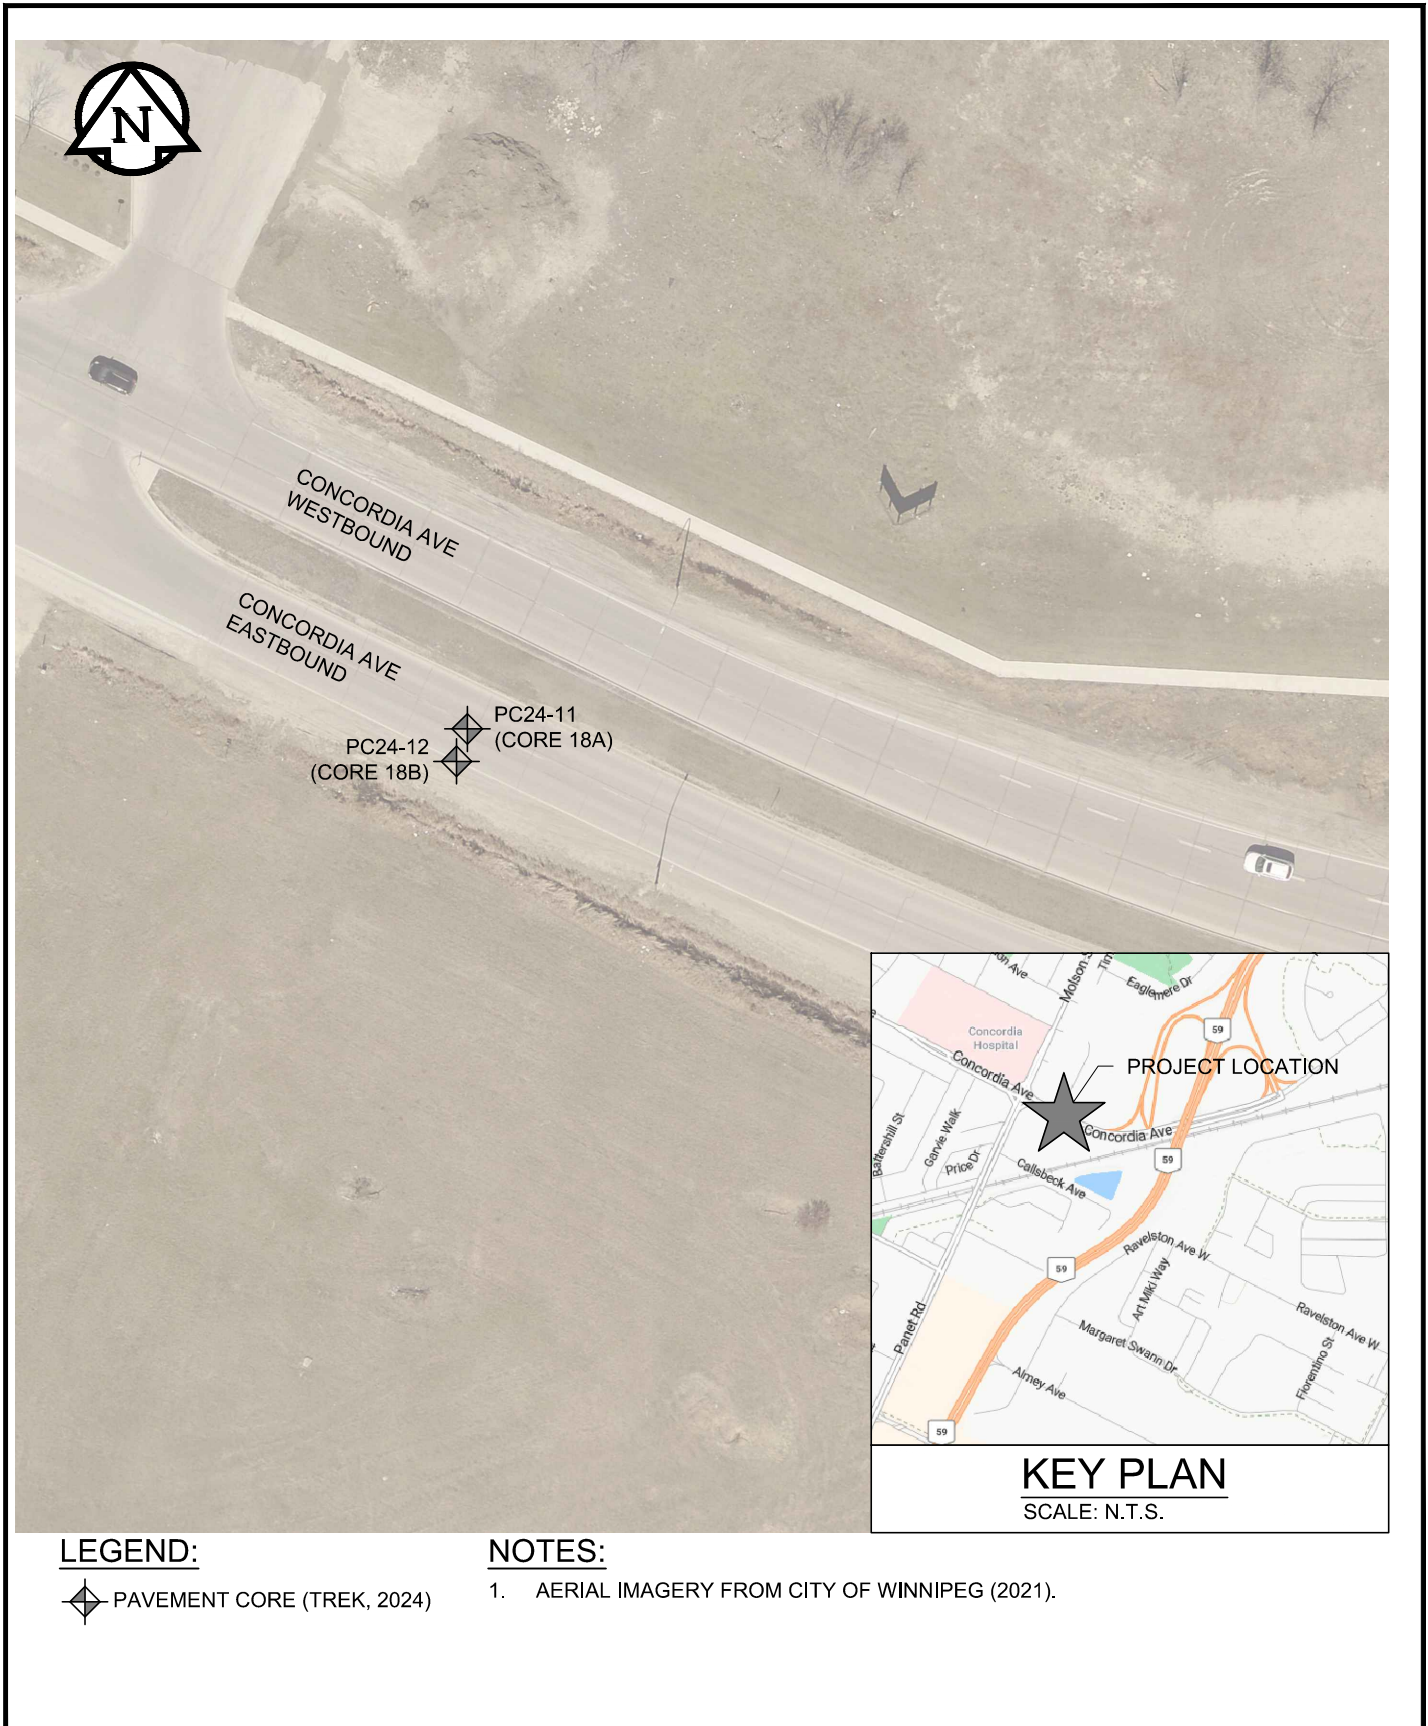 N
CONCORDIA AVE
WESTBOUND
CONCORDIA AVE
EASTBOUND
PC24-11
(CORE 18A)
PC24-12
(CORE 18B)
Molson
Eaglemere Dr
59
Concordia
Hospital
Concordia Ave
PROJECT LOCATION
Battershill St
Garvie Walk
Price Dr
Concordia Ave
Callsbeck Ave
59
Ravelston Ave W
59
Art Miki Way
Panet Rd
Margaret Swann Dr
Ravelston Ave W
Florentino St
Almey Ave
59
KEY PLAN
SCALE: N.T.S.
LEGEND:
PAVEMENT CORE (TREK, 2024)
NOTES:
1. AERIAL IMAGERY FROM CITY OF WINNIPEG (2021).